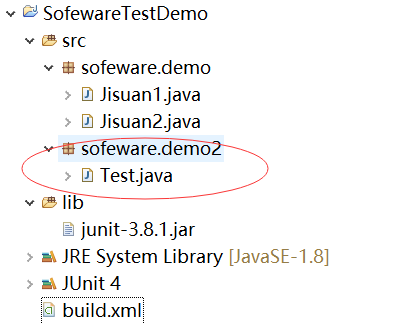 SofewareTestDemo
src
sofeware.demo
Jisuan1.java
Jisuan2.java
sofeware.demo2
Test.java
lib
junit-3.8.1.jar
JRE System Library [JavaSE-1.8]
JUnit 4
build.xml